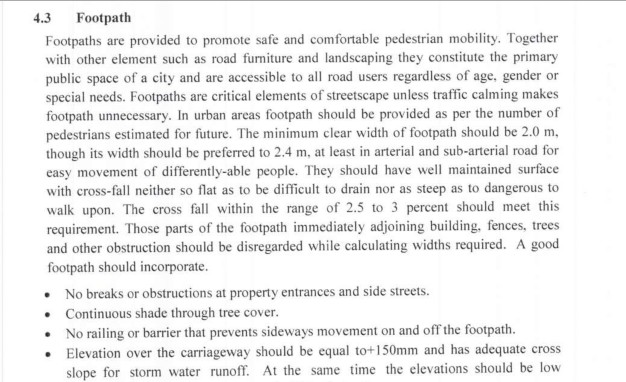 4.3 Footpath
Footpaths are provided to promote safe and comfortable pedestrian mobility. Together
with other element such as road furniture and landscaping they constitute the primary
public space of a city and are accessible to all road users regardless of age, gender or
special needs. Footpaths are critical elements of streetscape unless traffic calming makes
footpath unnecessary. In urban areas footpath should be provided as per the number of
pedestrians estimated for future. The minimum clear width of footpath should be 2.0 m,
though its width should be preferred to 2.4 m, at least in arterial and sub-arterial road for
easy movement of differently-able people. They should have well maintained surface
with cross-fall neither so flat as to be difficult to drain nor as steep as to dangerous to
walk upon. The cross fall within the range of 2.5 to 3 percent should meet this
requirement. Those parts of the footpath immediately adjoining building, fences, trees
and other obstruction should be disregarded while calculating widths required. A good
footpath should incorporate.
• No breaks or obstructions at property entrances and side streets.
• Continuous shade through tree cover.
• No railing or barrier that prevents sideways movement on and off the footpath.
• Elevation over the carriageway should be equal to+150mm and has adequate cross
slope for storm water runoff. At the same time the elevations should be low